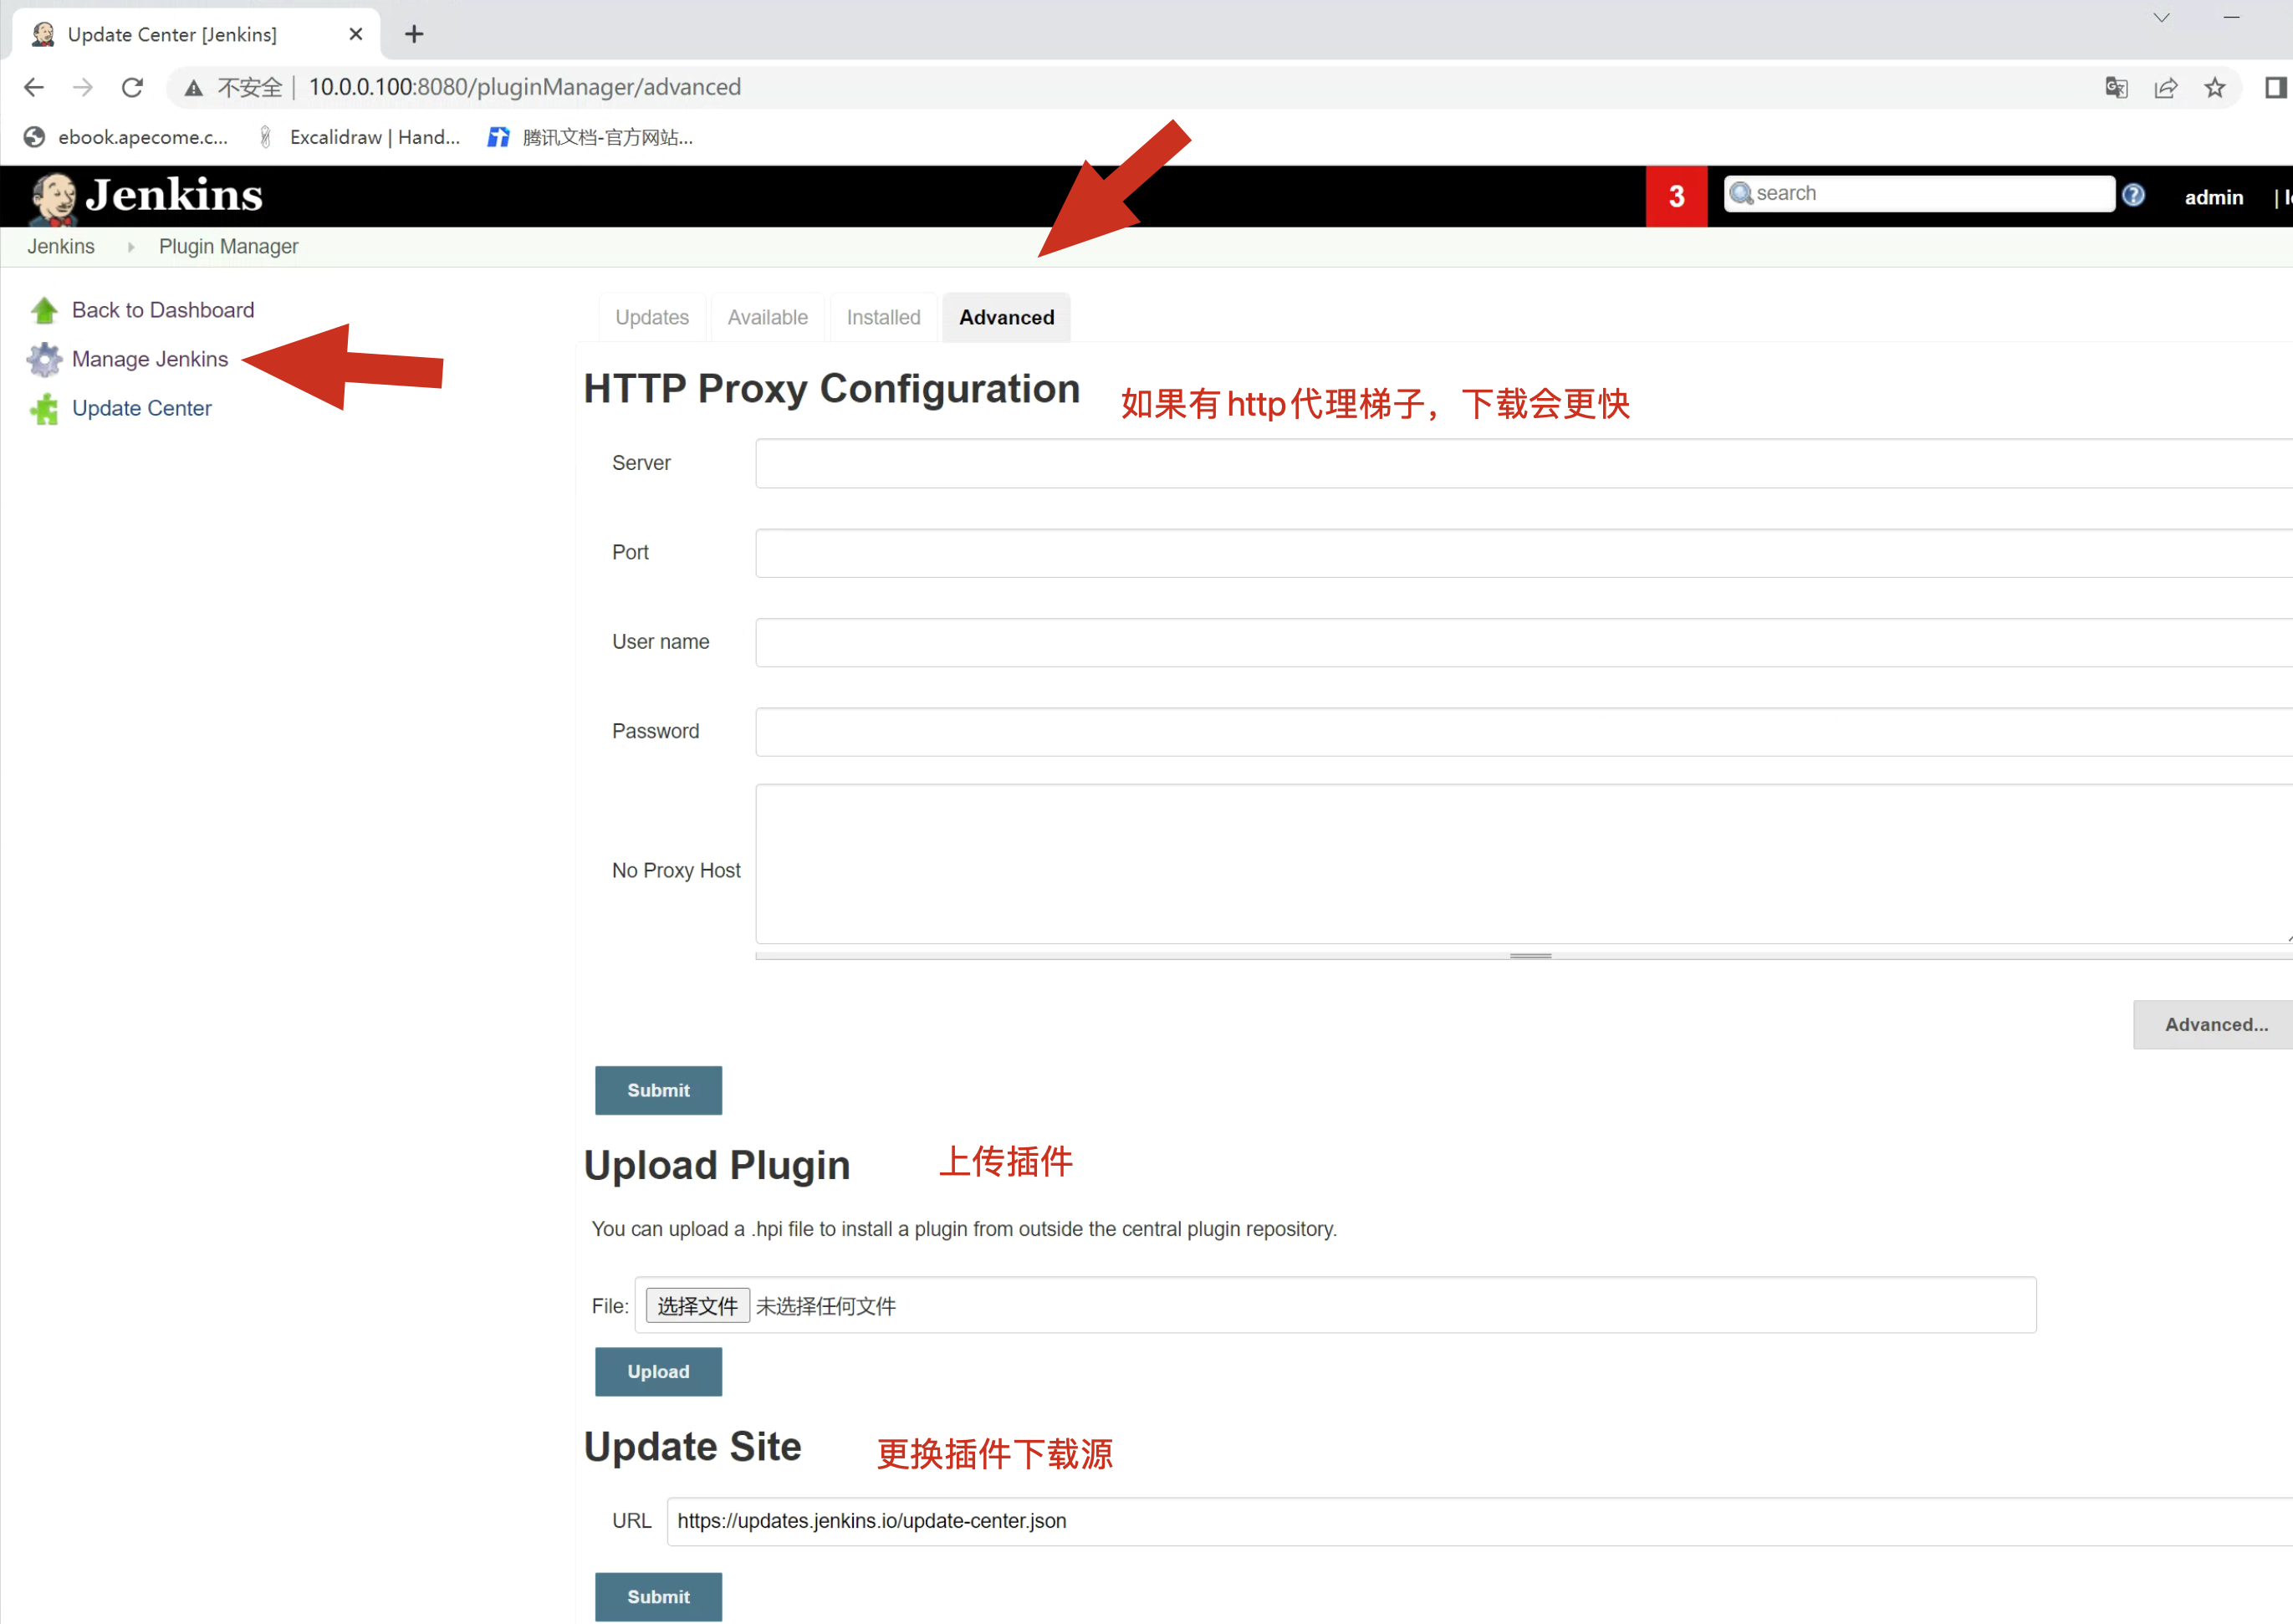 Update Center [Jenkins]
不安全 | 10.0.0.100:8080/pluginManager/advanced
ebook.apecome.c... Excalidraw | Hand... 腾讯文档-官方网站...
Jenkins 3 search admin |
Jenkins Plugin Manager
Back to Dashboard
Manage Jenkins
Update Center
Updates Available Installed Advanced
HTTP Proxy Configuration 如果有http代理梯子，下载会更快
Server
Port
User name
Password
No Proxy Host
Advanced...
Submit
Upload Plugin 上传插件
You can upload a .hpi file to install a plugin from outside the central plugin repository.
File: 选择文件 未选择任何文件
Upload
Update Site 更换插件下载源
URL https://updates.jenkins.io/update-center.json
Submit